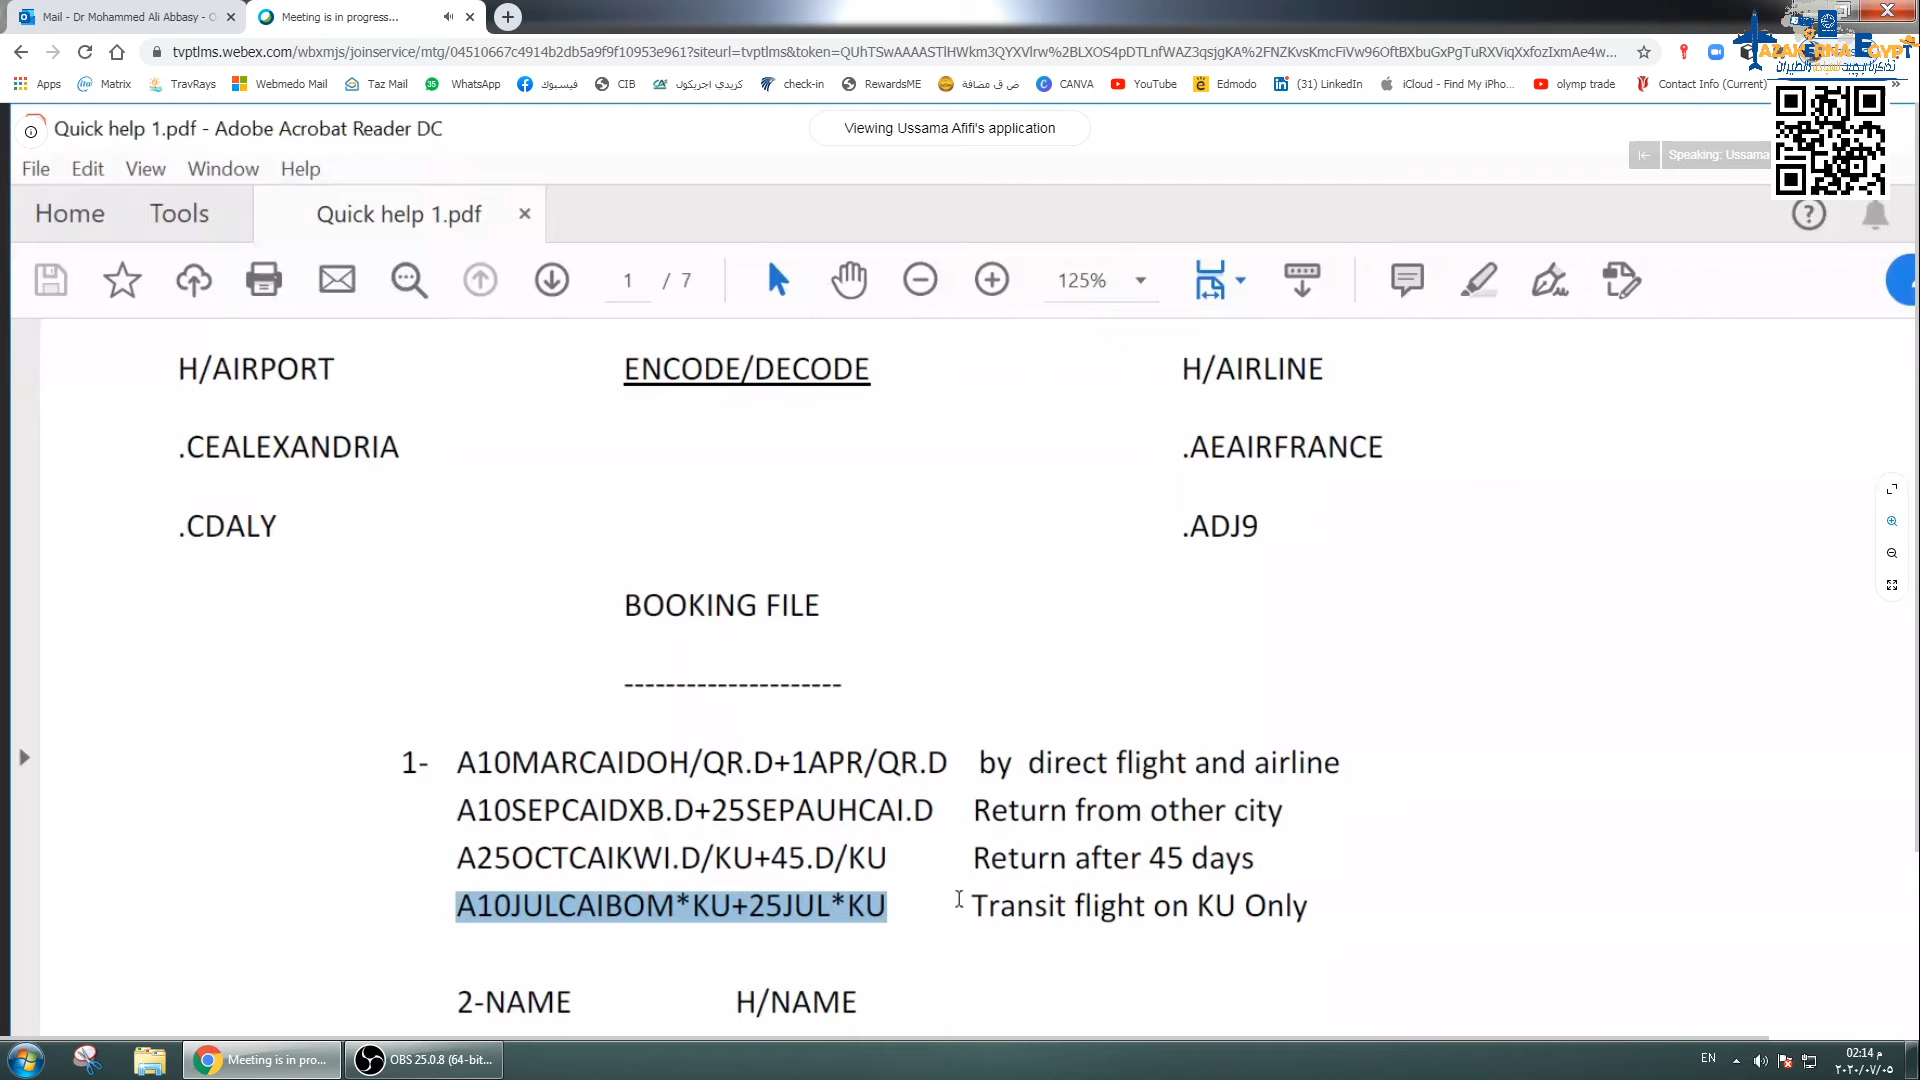 Mail - Dr Mohammed Ali Abbasy - O
Meeting is in progress...
tvptlms.webex.com/wbxmjs/joinservice/mtg/04510667c4914b2db5a9f9f10953e961?siteurl=tvptlms&token=QUhTSwAAAASTlHWkm3QYXVlrw%2BLXOS4pDTLnfWAZ3qsjgKA%2FNZKvsKmcFiVw96OftBXbuGxPgTuRXViqXxfozIxmAe4w...
Apps Matrix TravRays Webmedo Mail Taz Mail WhatsApp فيسبوك CIB كريدي اجريكول check-in RewardsME ض ق مضافة CANVA YouTube Edmodo (31) LinkedIn iCloud - Find My iPho... olymp trade Contact Info (Current)
AZAKERNA EGYPT
Quick help 1.pdf - Adobe Acrobat Reader DC
Viewing Ussama Afifi's application
Speaking: Ussama
File Edit View Window Help
Home Tools Quick help 1.pdf
1 / 7 125%
H/AIRPORT ENCODE/DECODE H/AIRLINE
.CEALEXANDRIA .AEAIRFRANCE
.CDALY .ADJ9
BOOKING FILE
---------------------
1- A10MARCAIDOH/QR.D+1APR/QR.D by direct flight and airline
A10SEPCAIDXB.D+25SEPAUHCAI.D Return from other city
A25OCTCAIKWI.D/KU+45.D/KU Return after 45 days
A10JULCAIBOM*KU+25JUL*KU Transit flight on KU Only
2-NAME H/NAME
Meeting is in pro... OBS 25.0.8 (64-bit... EN 02:14 م
٢٠٢٠/٠٧/٠٥